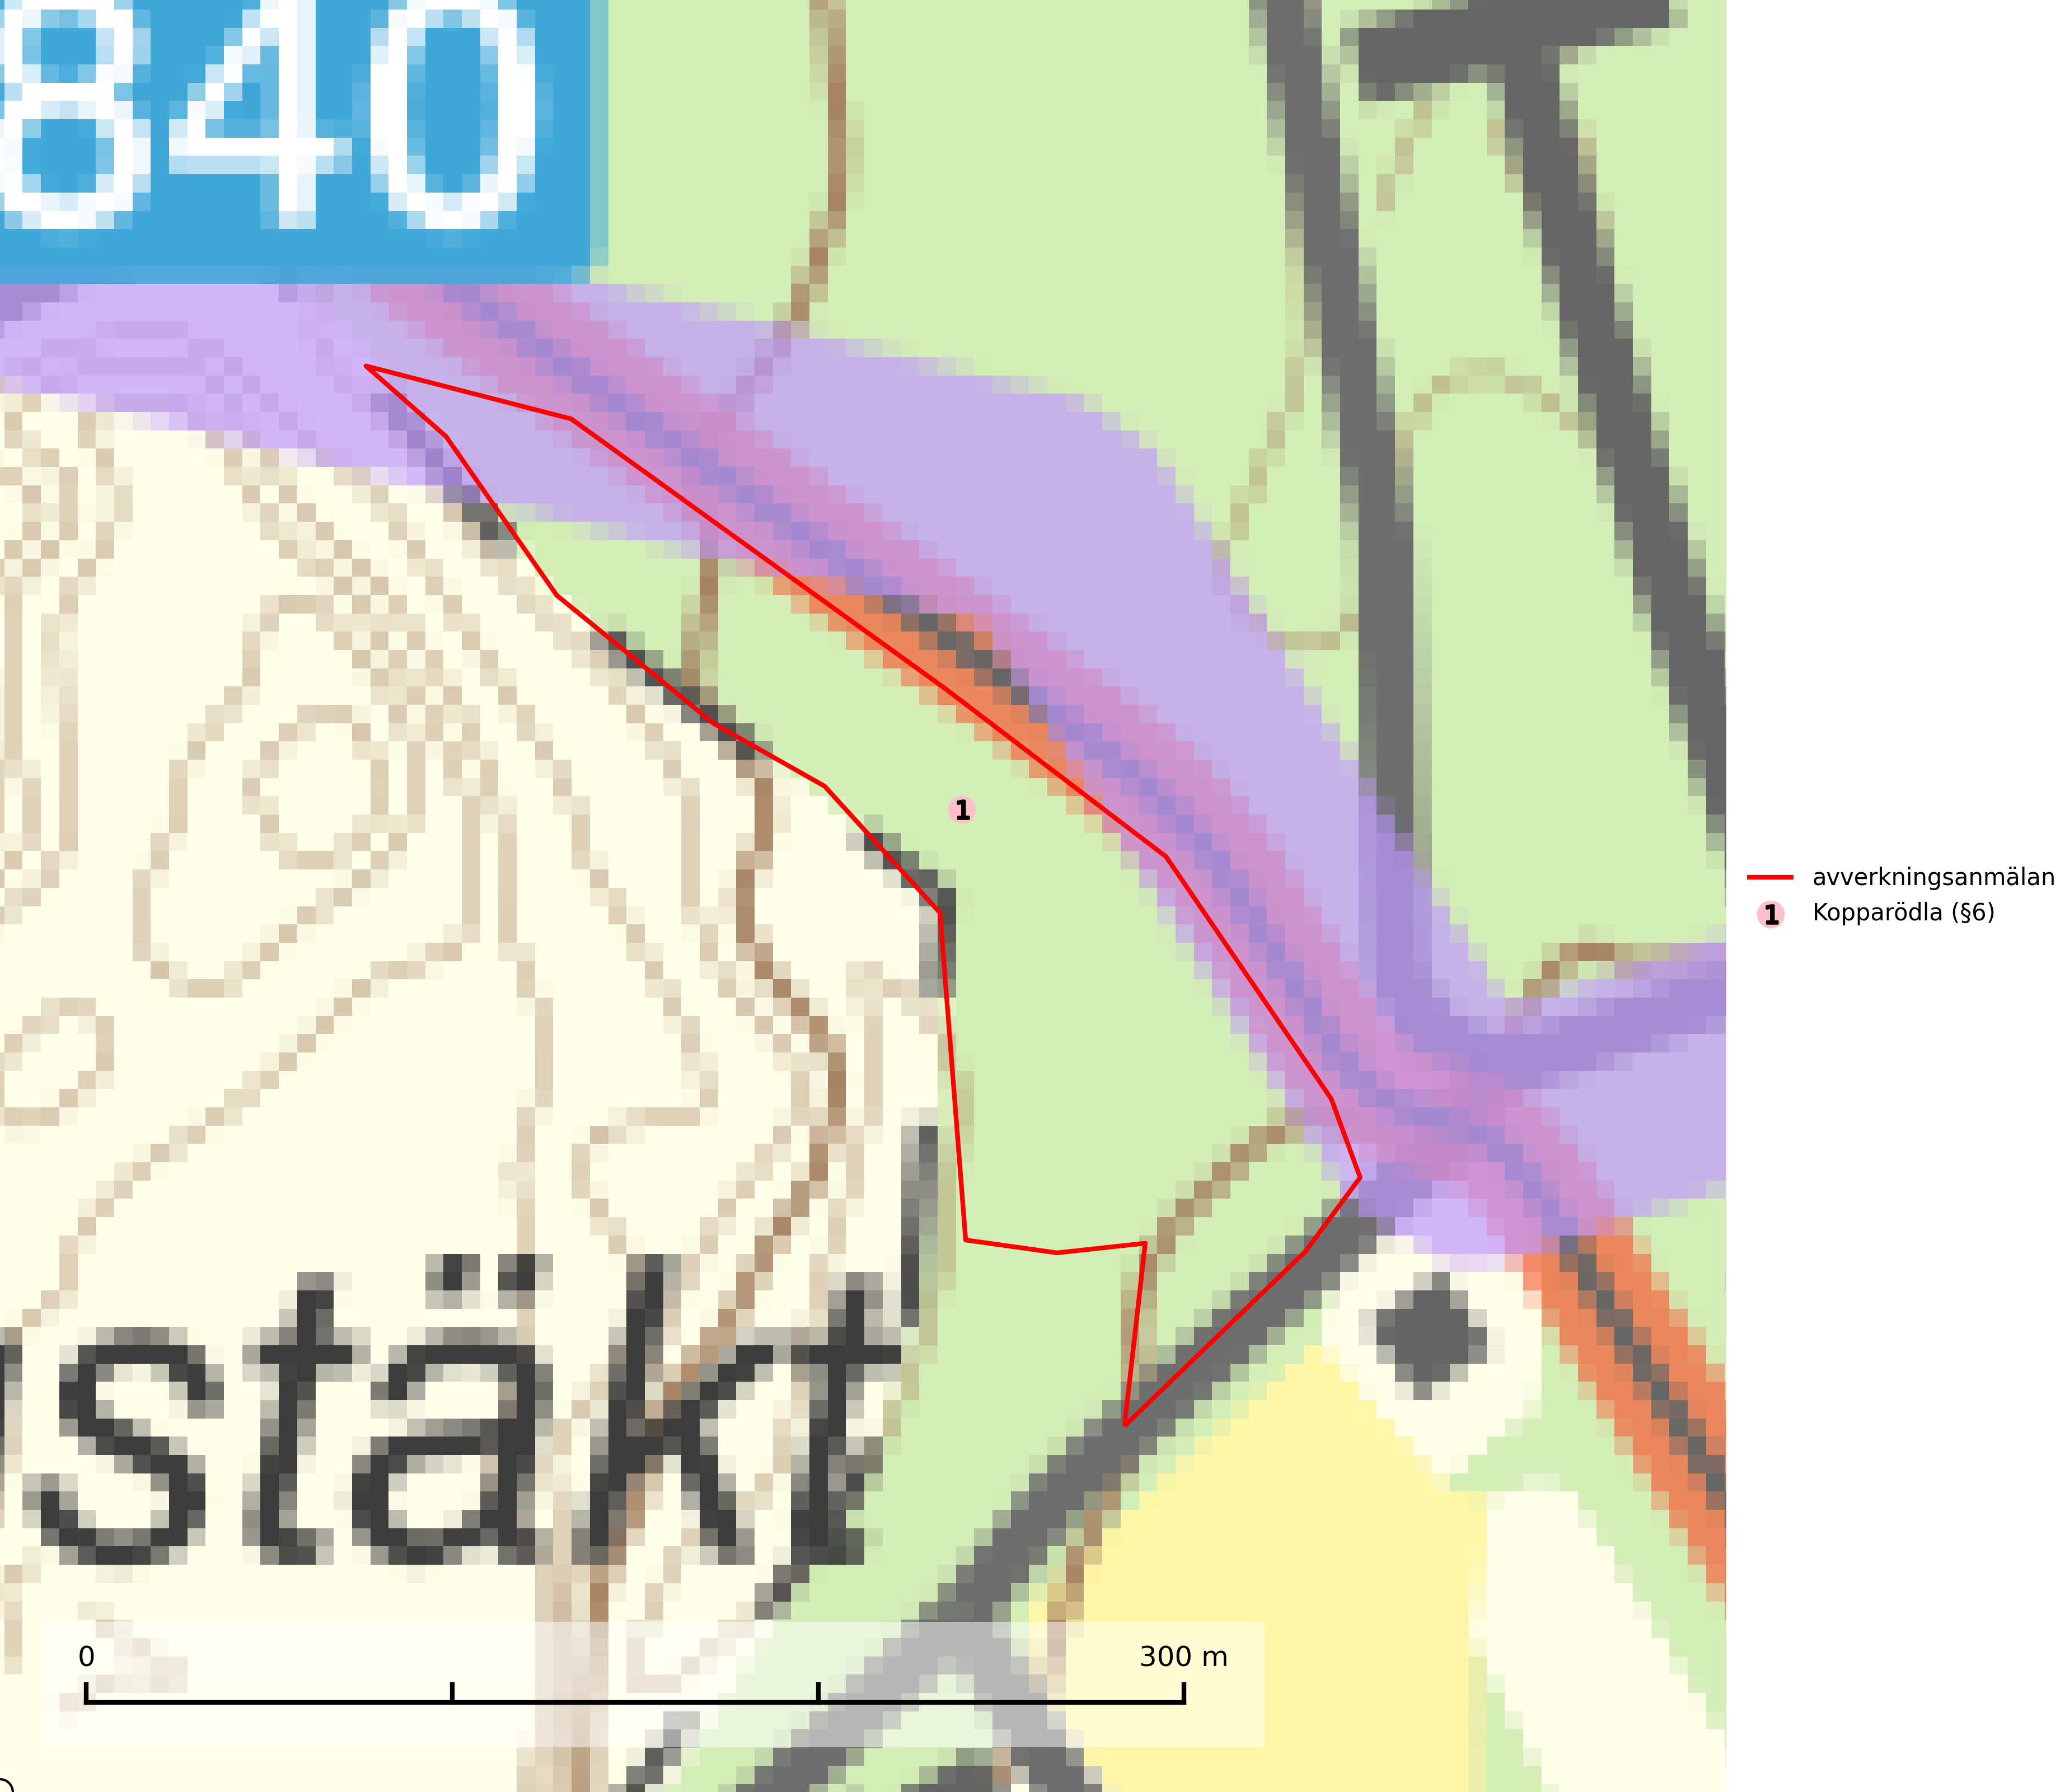 840
1
avverkningsanmälan
1 Kopparödla (§6)
stäkt
0 300 m